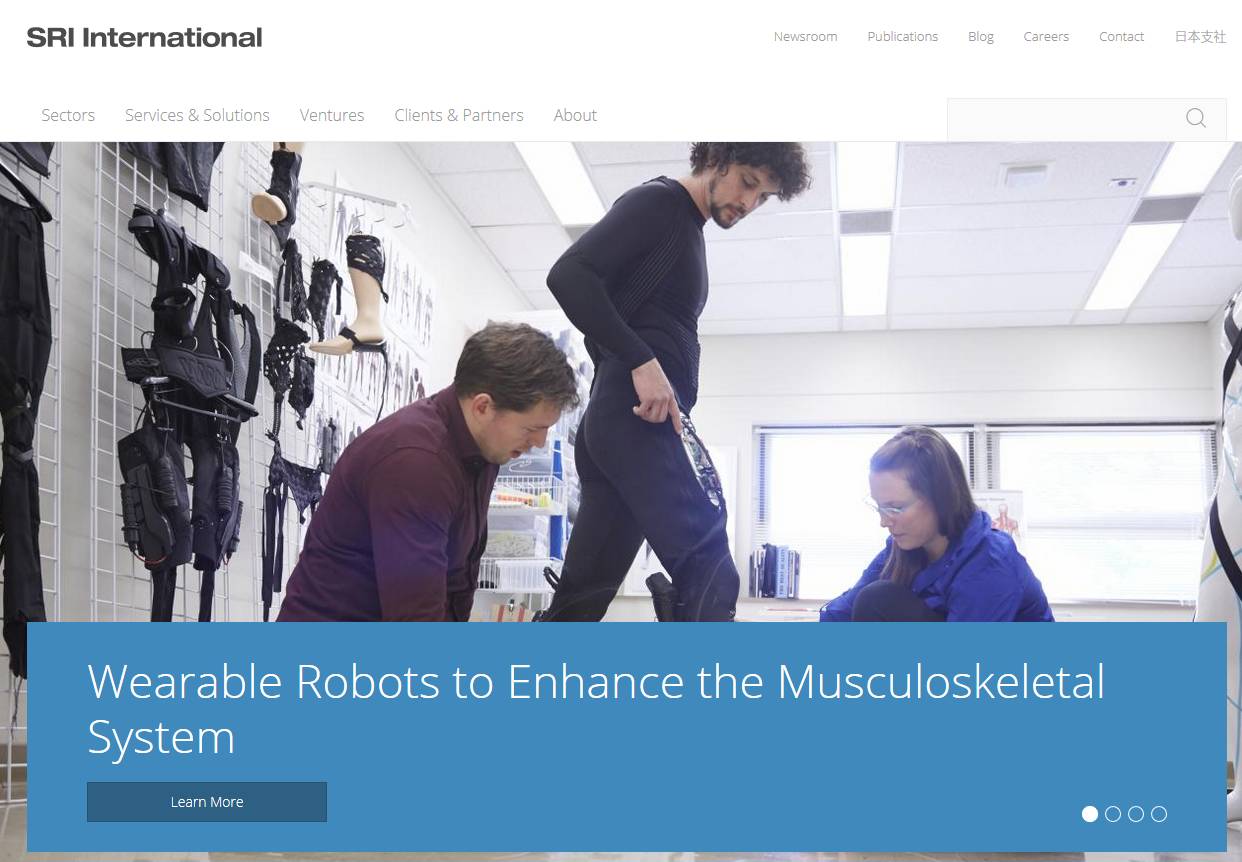 SRI International
Newsroom
Publications
Blog
Careers
Contact
日本支社
Sectors
Services & Solutions
Ventures
Clients & Partners
About
Wearable Robots to Enhance the Musculoskeletal
System
Learn More